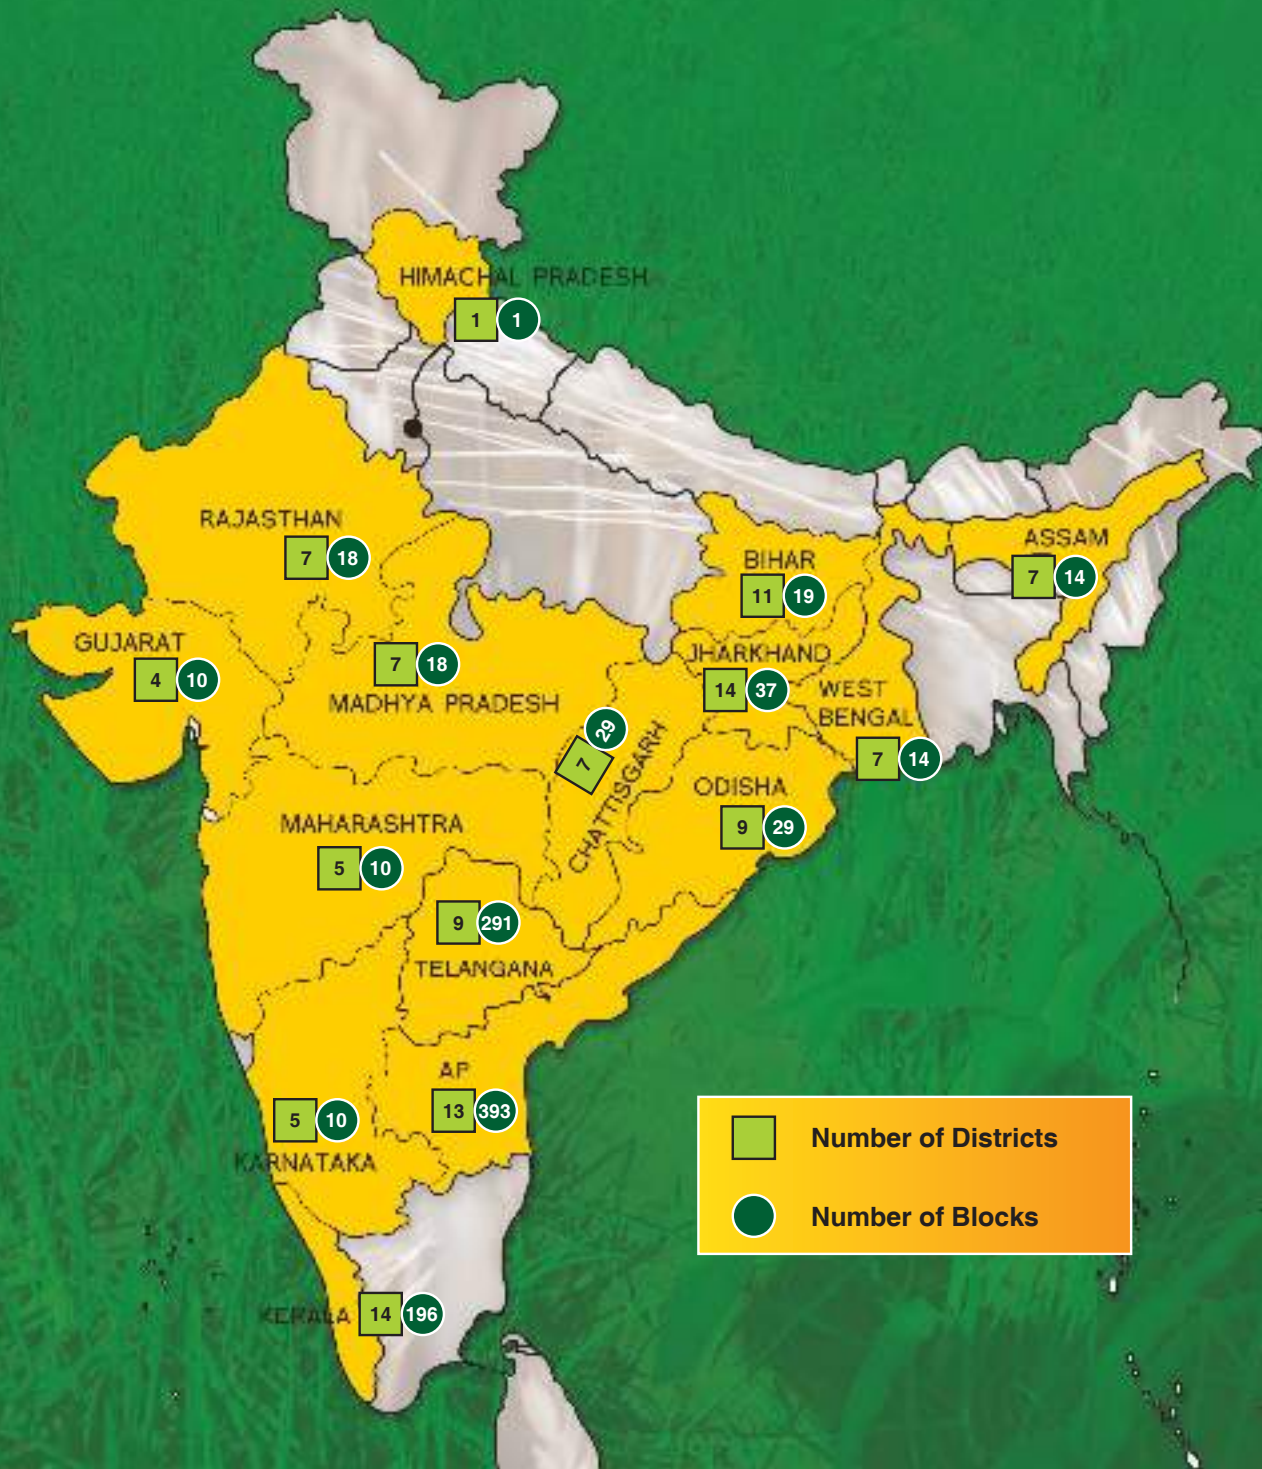 HIMACHAL PRADESH
1 1
RAJASTHAN
7 18
ASSAM
7 14
BIHAR
11 19
GUJARAT
4 10
7 18
MADHYA PRADESH
JHARKHAND
14 37
WEST
BENGAL
7 14
7 29
CHATTISGARH
ODISHA
9 29
MAHARASHTRA
5 10
9 291
TELANGANA
AP
13 393
5 10
KARNATAKA
KERALA 14 196
Number of Districts
Number of Blocks